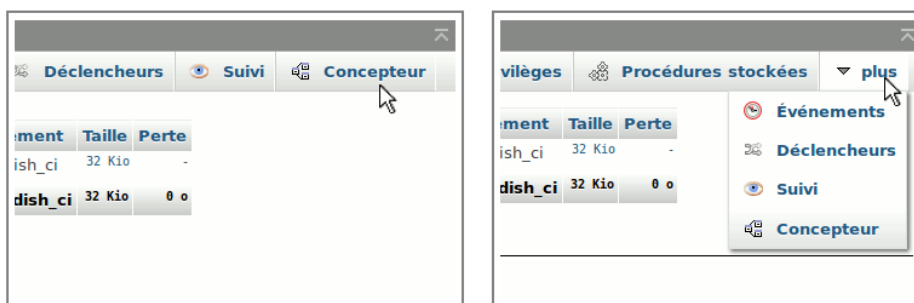 Déclencheurs Suivi Concepteur
ement Taille Perte
ish_ci 32 Kio -
dish_ci 32 Kio 0 o
vilèges Procédures stockées plus
Événements
Déclencheurs
Suivi
Concepteur
ement Taille Perte
ish_ci 32 Kio -
dish_ci 32 Kio 0 o